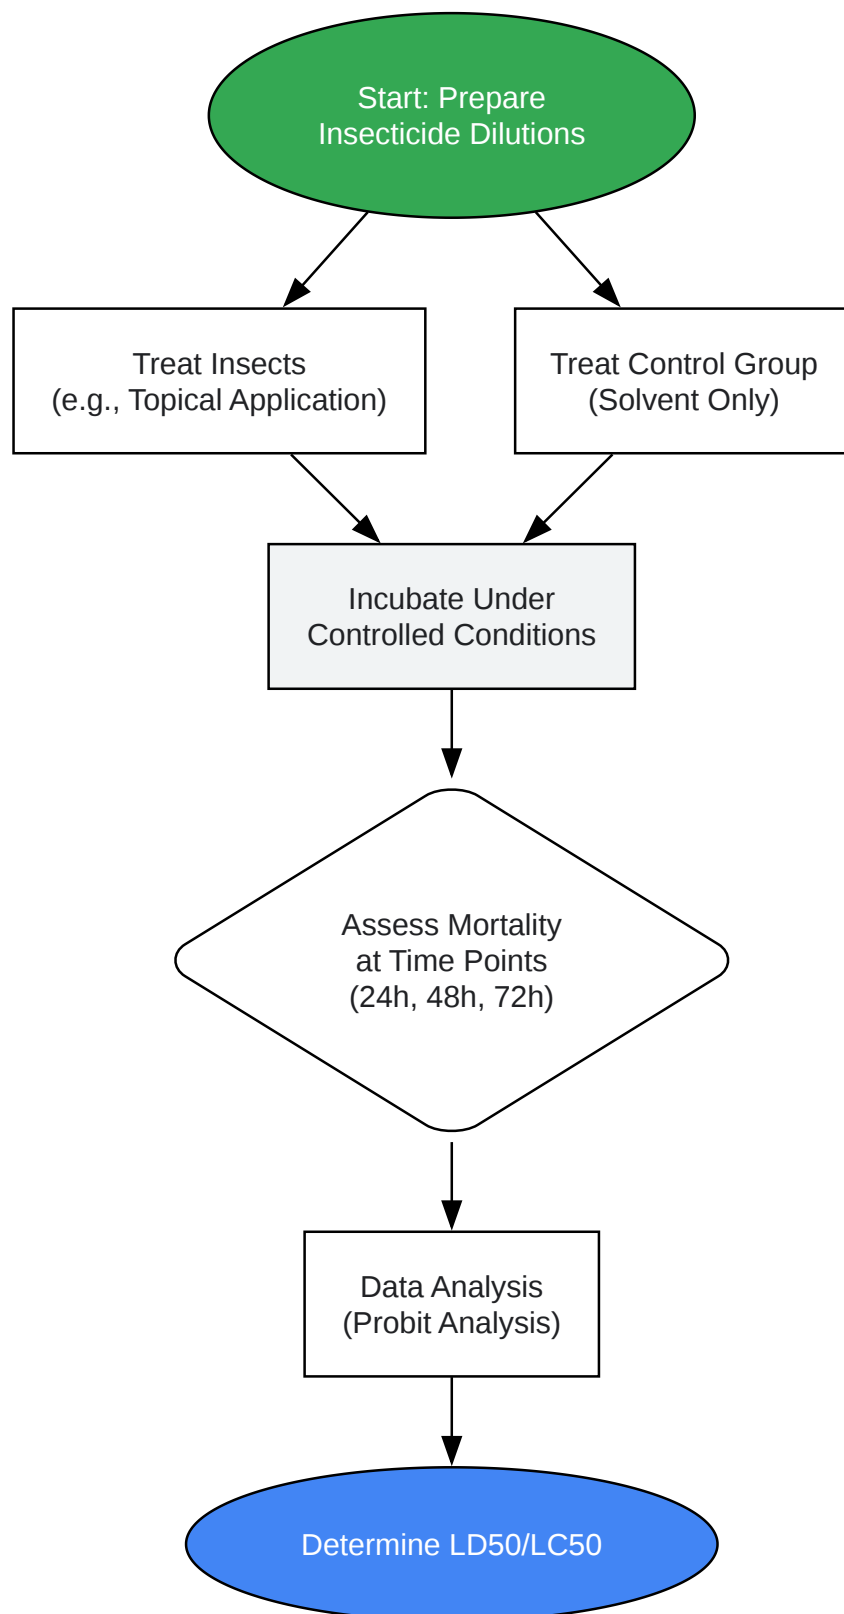 Start: Prepare
Insecticide Dilutions
Treat Insects
(e.g., Topical Application)
Treat Control Group
(Solvent Only)
Incubate Under
Controlled Conditions
Assess Mortality
at Time Points
(24h, 48h, 72h)
Data Analysis
(Probit Analysis)
Determine LD50/LC50